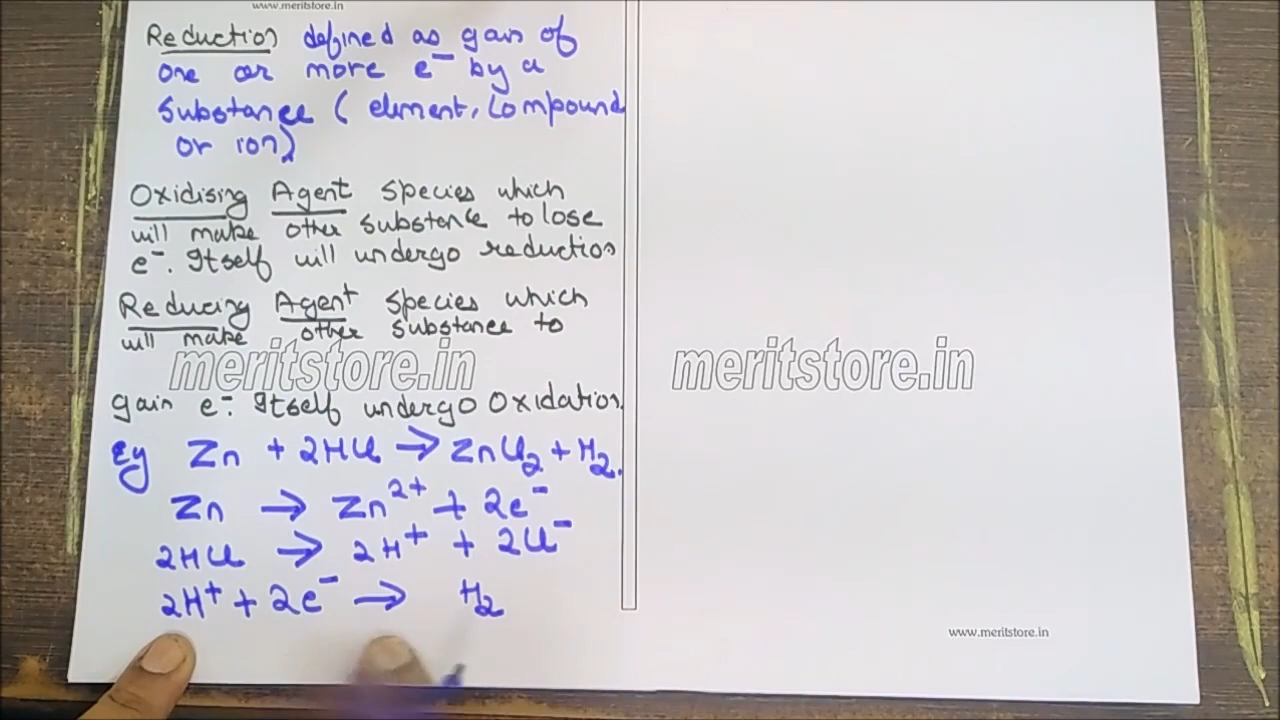 www.meritstore.in
Reduction defined as gain of
one or more e⁻ by a
Substance ( element, Compound
or ion)
Oxidising Agent Species which
will make other substance to lose
e⁻. Itself will undergo reduction
Reducing Agent Species which
will make other substance to
meritstore.in meritstore.in
gain e⁻. Itself undergo Oxidation.
Eg Zn + 2HCl → ZnCl₂ + H₂.
Zn → Zn²⁺ + 2e⁻
2HCl → 2H⁺ + 2Cl⁻
2H⁺ + 2e⁻ → H₂
www.meritstore.in